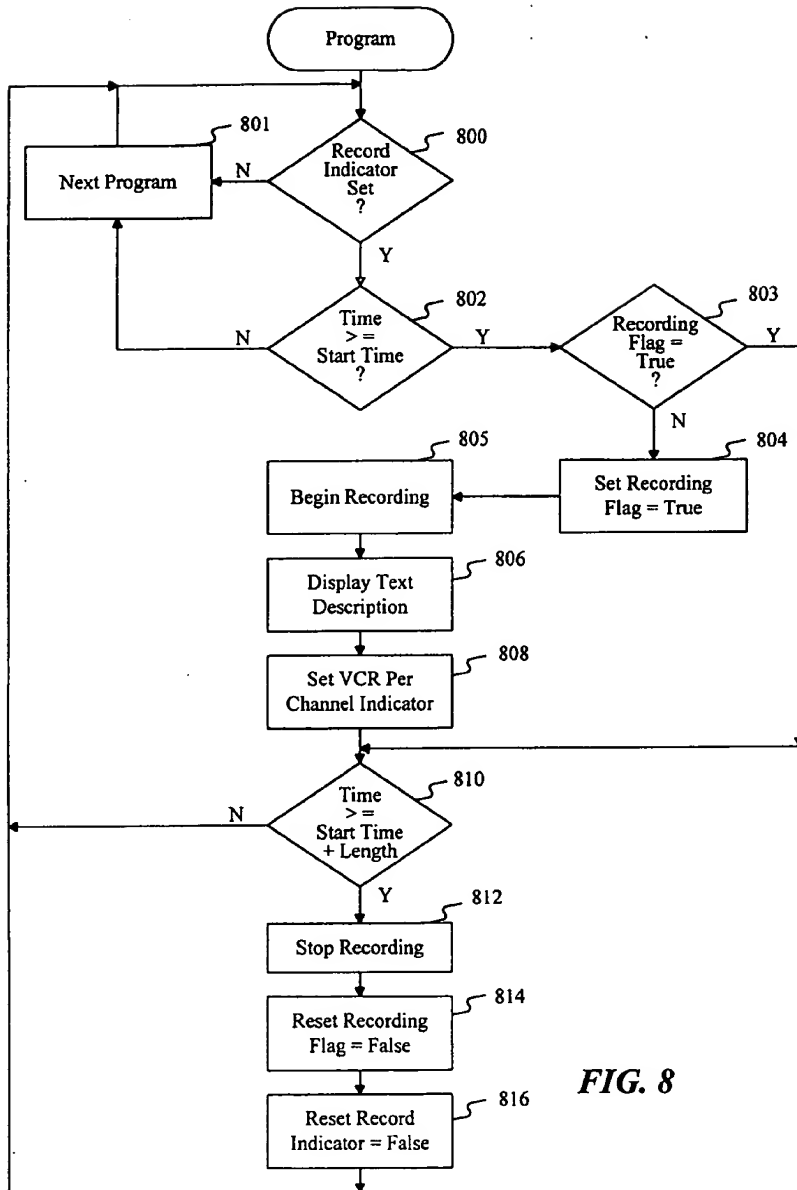 Program
801
Next Program
N
800
Record
Indicator
Set
?
Y
802
N
Time
>=
Start Time
?
Y
803
Recording
Flag =
True
?
Y
N
804
Set Recording
Flag = True
805
Begin Recording
806
Display Text
Description
808
Set VCR Per
Channel Indicator
810
N
Time
>=
Start Time
+ Length
Y
812
Stop Recording
814
Reset Recording
Flag = False
816
Reset Record
Indicator = False
FIG. 8